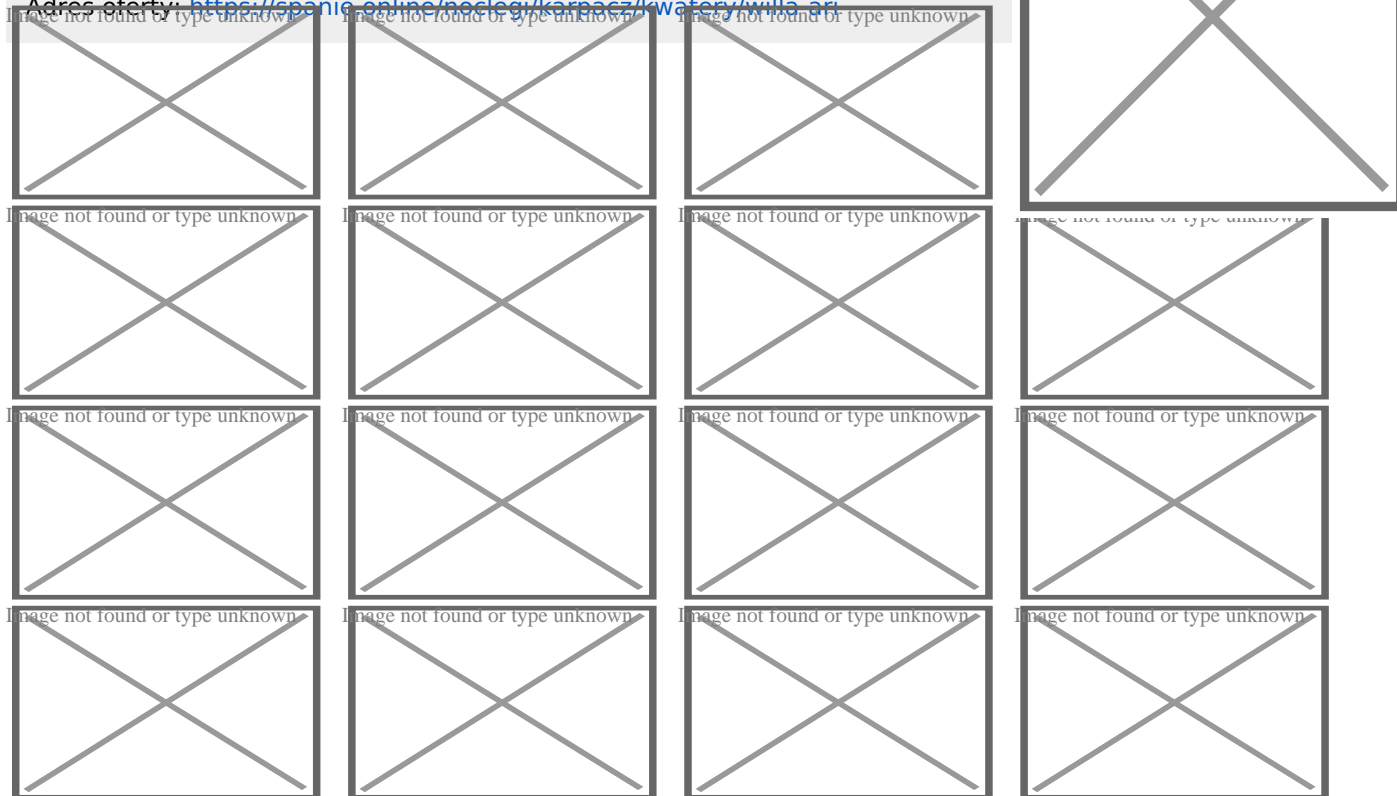 Adres oferty: https://spanie.online/noclegi/karpacz/kwatery/willa-ari
Image not found or type unknown Image not found or type unknown Image not found or type unknown
Image not found or type unknown Image not found or type unknown Image not found or type unknown Image not found or type unknown
Image not found or type unknown Image not found or type unknown Image not found or type unknown Image not found or type unknown
Image not found or type unknown Image not found or type unknown Image not found or type unknown Image not found or type unknown